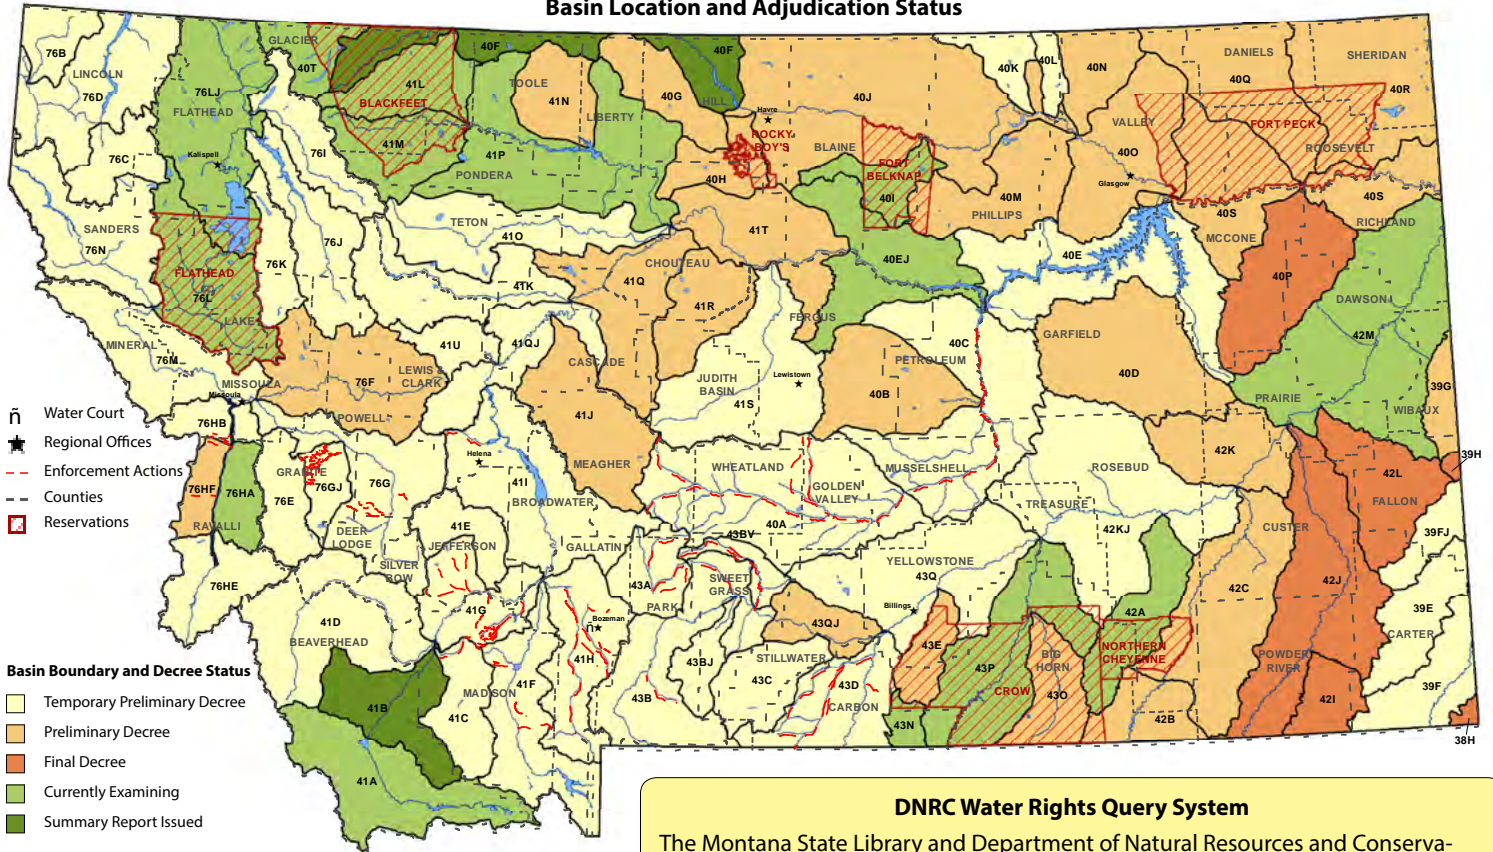 Basin Location and Adjudication Status
76B
LINCOLN
76D
76C
FLATHEAD
76LJ
Kalispell
GLACIER
40T
41L
BLACKFEET
41M
40F
TOOLE
41N
LIBERTY
40G
HILL
40F
Havre
ROCKY
BOY'S
40J
BLAINE
40K
40L
40N
DANIELS
40Q
SHERIDAN
40R
VALLEY
40O
Glasgow
FORT PECK
ROOSEVELT
40S
RICHLAND
76I
41P
PONDERA
40H
FORT
BELKNAP
40I
40M
PHILLIPS
40S
MCCONE
SANDERS
76N
FLATHEAD
76L
LAKE
76K
76J
TETON
41O
41K
CHOUTEAU
41Q
41T
41R
40EJ
FERGUS
40E
40P
DAWSON
42M
MINERAL
76M
MISSOULA
Missoula
76F
LEWIS &
CLARK
POWELL
41U
41QJ
CASCADE
41J
JUDITH
BASIN
Lewistown
41S
40C
PETROLEUM
40B
GARFIELD
40D
PRAIRIE
39G
WIBAUX
ñ
Water Court
Regional Offices
Enforcement Actions
Counties
Reservations
76HB
76HF
76HA
RAVALLI
76HE
GRANITE
76GJ
76E
76G
DEER
LODGE
SILVER
BOW
Helena
41I
BROADWATER
MEAGHER
WHEATLAND
GOLDEN
VALLEY
MUSSELSHELL
40A
43BV
TREASURE
ROSEBUD
42K
42KJ
CUSTER
42L
FALLON
39H
39FJ
41E
JEFFERSON
GALLATIN
43A
PARK
SWEET
GRASS
YELLOWSTONE
43Q
Billings
43QJ
42A
42C
42J
39E
CARTER
41D
BEAVERHEAD
41G
Bozeman
ñ
41H
43BJ
STILLWATER
43C
43D
CARBON
43E
43P
CROW
BIG
HORN
43O
NORTHERN
CHEYENNE
POWDER
RIVER
39F
41B
MADISON
41F
41C
43B
43N
42B
42I
38H
41A
Basin Boundary and Decree Status
Temporary Preliminary Decree
Preliminary Decree
Final Decree
Currently Examining
Summary Report Issued
DNRC Water Rights Query System
The Montana State Library and Department of Natural Resources and Conserva-